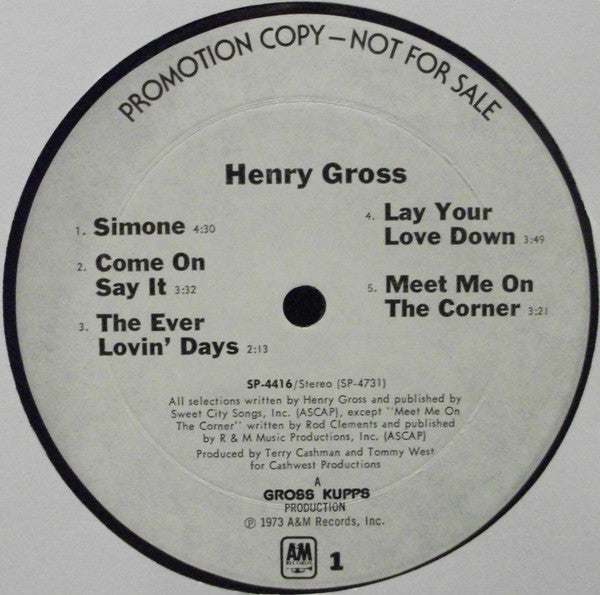 PROMOTION COPY—NOT FOR SALE
Henry Gross
1. Simone 4:30
2. Come On
Say It 3:32
3. The Ever
Lovin' Days 2:13
4. Lay Your
Love Down 3:49
5. Meet Me On
The Corner 3:21
SP-4416/Stereo (SP-4731)
All selections written by Henry Gross and published by
Sweet City Songs, Inc. (ASCAP), except "Meet Me On
The Corner" written by Rod Clements and published
by R & M Music Productions, Inc. (ASCAP)
Produced by Terry Cashman and Tommy West
for Cashwest Productions
A
GROSS KUPPS
PRODUCTION
℗ 1973 A&M Records, Inc.
A&M
RECORDS
1